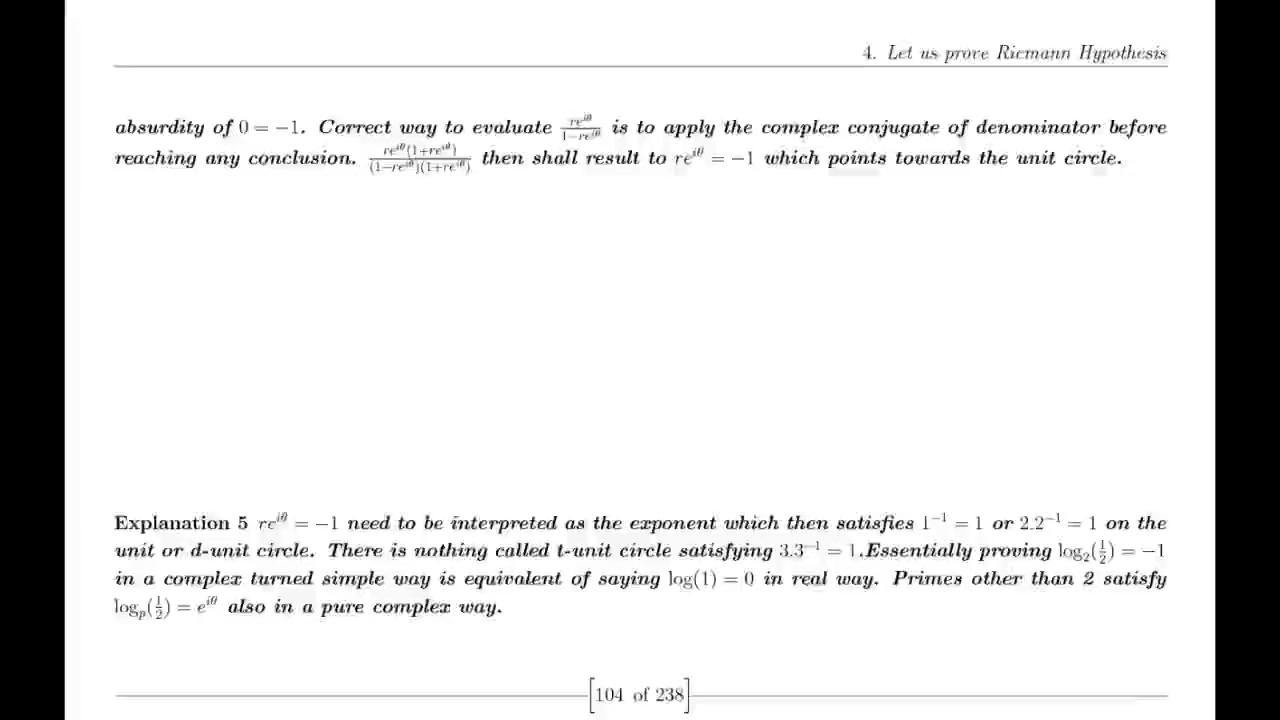 4. Let us prove Riemann Hypothesis
absurdity of 0 = −1. Correct way to evaluate re^{iθ}/(1−re^{iθ}) is to apply the complex conjugate of denominator before
reaching any conclusion. re^{iθ}(1+re^{iθ})/((1−re^{iθ})(1+re^{iθ})) then shall result to re^{iθ} = −1 which points towards the unit circle.
Explanation 5 re^{iθ} = −1 need to be interpreted as the exponent which then satisfies 1^{−1} = 1 or 2.2^{−1} = 1 on the
unit or d-unit circle. There is nothing called t-unit circle satisfying 3.3^{−1} = 1.Essentially proving log₂(1/2) = −1
in a complex turned simple way is equivalent of saying log(1) = 0 in real way. Primes other than 2 satisfy
log_p(1/2) = e^{iθ} also in a pure complex way.
[104 of 238]